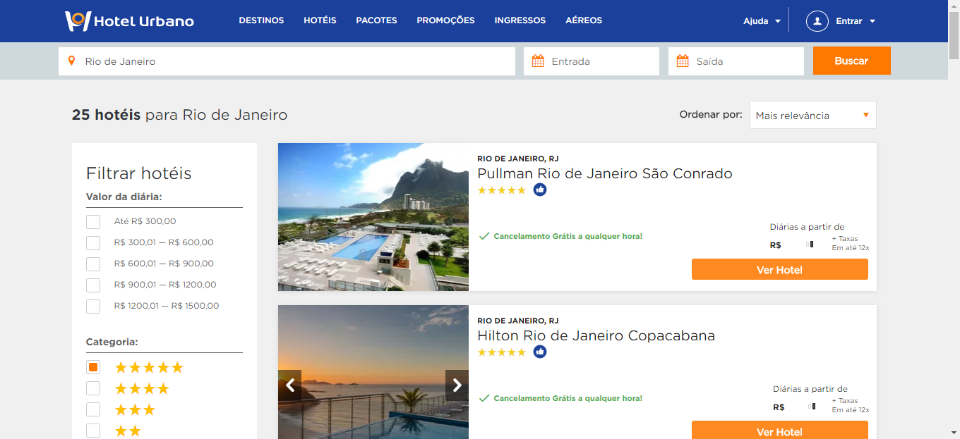 Hotel Urbano
DESTINOS
HOTÉIS
PACOTES
PROMOÇÕES
INGRESSOS
AÉREOS
Ajuda
Entrar
Rio de Janeiro
Entrada
Saída
Buscar
25 hotéis para Rio de Janeiro
Ordenar por:
Mais relevância
Filtrar hotéis
Valor da diária:
Até R$ 300,00
R$ 300,01 — R$ 600,00
R$ 600,01 — R$ 900,00
R$ 900,01 — R$ 1200,00
R$ 1200,01 — R$ 1500,00
Categoria:
RIO DE JANEIRO, RJ
Pullman Rio de Janeiro São Conrado
Cancelamento Grátis a qualquer hora!
Diárias a partir de
R$
+ Taxas
Em até 12x
Ver Hotel
RIO DE JANEIRO, RJ
Hilton Rio de Janeiro Copacabana
Cancelamento Grátis a qualquer hora!
Diárias a partir de
R$
+ Taxas
Em até 12x
Ver Hotel